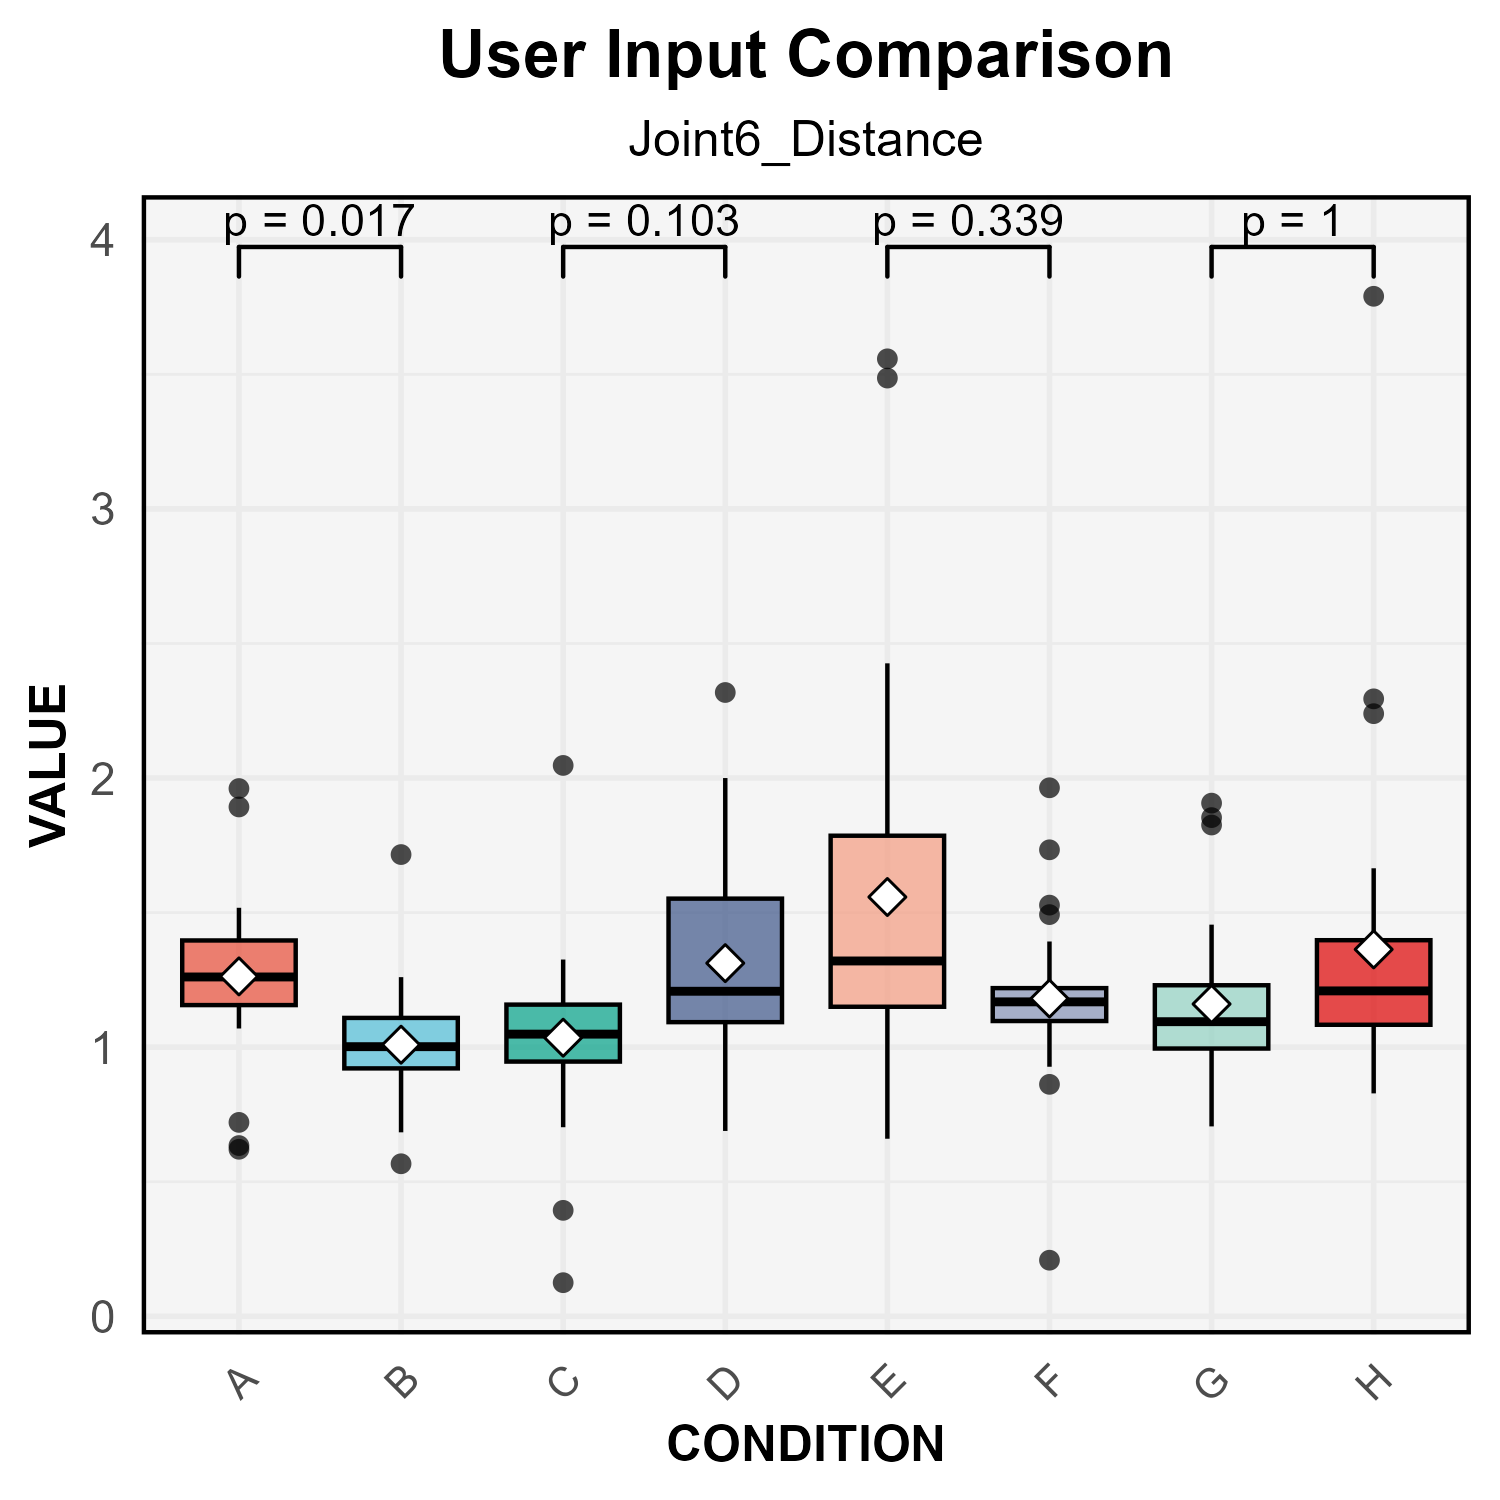 User Input Comparison
Joint6_Distance
p = 0.017 p = 0.103 p = 0.339 p = 1
4
3
2
1
0
VALUE
A B C D E F G H
CONDITION